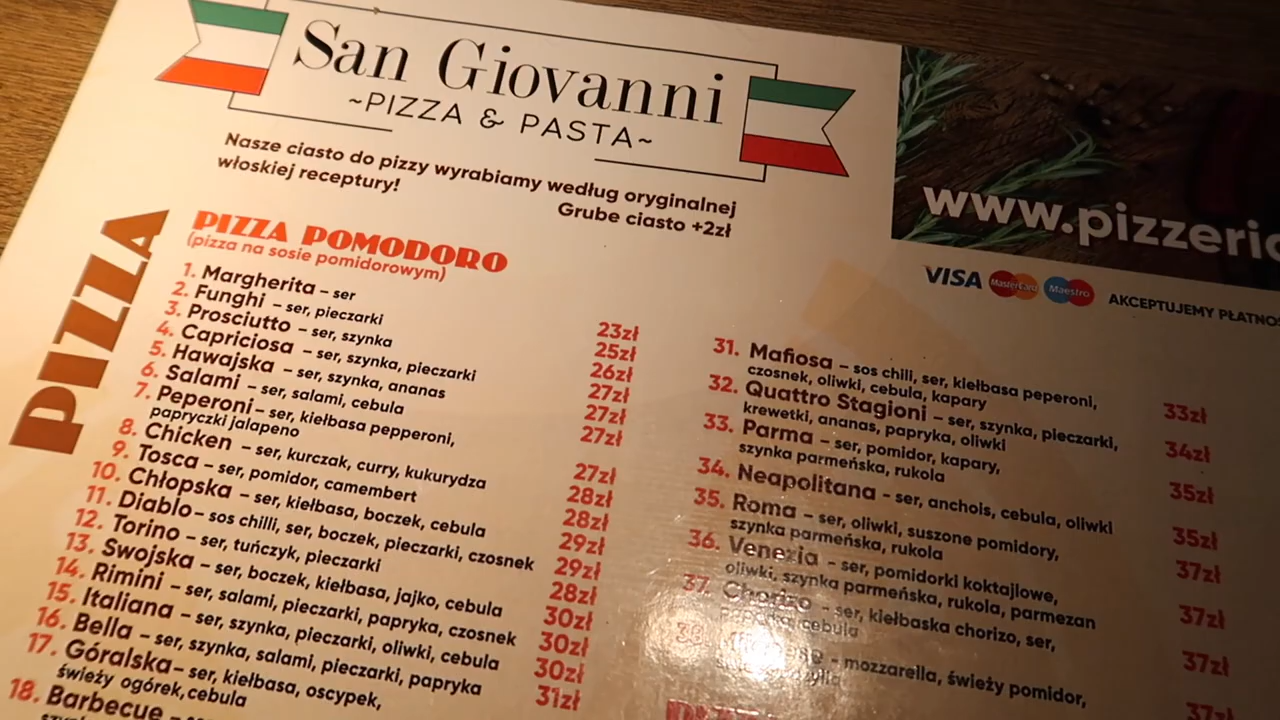 San Giovanni
~PIZZA & PASTA~
Nasze ciasto do pizzy wyrabiamy według oryginalnej
włoskiej receptury!
Grube ciasto +2zł
www.pizzeric
VISA MasterCard Maestro AKCEPTUJEMY PŁATNOŚ
PIZZA
PIZZA POMODORO
(pizza na sosie pomidorowym)
1. Margherita – ser 23zł
2. Funghi – ser, pieczarki 25zł
3. Prosciutto – ser, szynka 26zł
4. Capriciosa – ser, szynka, pieczarki 27zł
5. Hawajska – ser, szynka, ananas 27zł
6. Salami – ser, salami, cebula 27zł
7. Peperoni – ser, kiełbasa pepperoni,
papryczki jalapeno 27zł
8. Chicken – ser, kurczak, curry, kukurydza 28zł
9. Tosca – ser, pomidor, camembert 28zł
10. Chłopska – ser, kiełbasa, boczek, cebula 29zł
11. Diablo – sos chilli, ser, boczek, pieczarki, czosnek 29zł
12. Torino – ser, tuńczyk, pieczarki 28zł
13. Swojska – ser, boczek, kiełbasa, jajko, cebula 30zł
14. Rimini – ser, salami, pieczarki, papryka, czosnek 30zł
15. Italiana – ser, szynka, pieczarki, oliwki, cebula 30zł
16. Bella – ser, szynka, salami, pieczarki, papryka 31zł
17. Góralska – ser, kiełbasa, oscypek,
świeży ogórek, cebula
18. Barbecue –
31. Mafiosa – sos chili, ser, kiełbasa peperoni,
czosnek, oliwki, cebula, kapary 33zł
32. Quattro Stagioni – ser, szynka, pieczarki,
krewetki, ananas, papryka, oliwki 34zł
33. Parma – ser, pomidor, kapary,
szynka parmeńska, rukola 35zł
34. Neapolitana – ser, anchois, cebula, oliwki 35zł
35. Roma – ser, oliwki, suszone pomidory,
szynka parmeńska, rukola 37zł
36. Venezia – ser, pomidorki koktajlowe,
oliwki, szynka parmeńska, rukola, parmezan 37zł
37. Chorizo – ser, kiełbaska chorizo, ser,
papryka, cebula 37zł
38. – mozzarella, świeży pomidor,
37zł